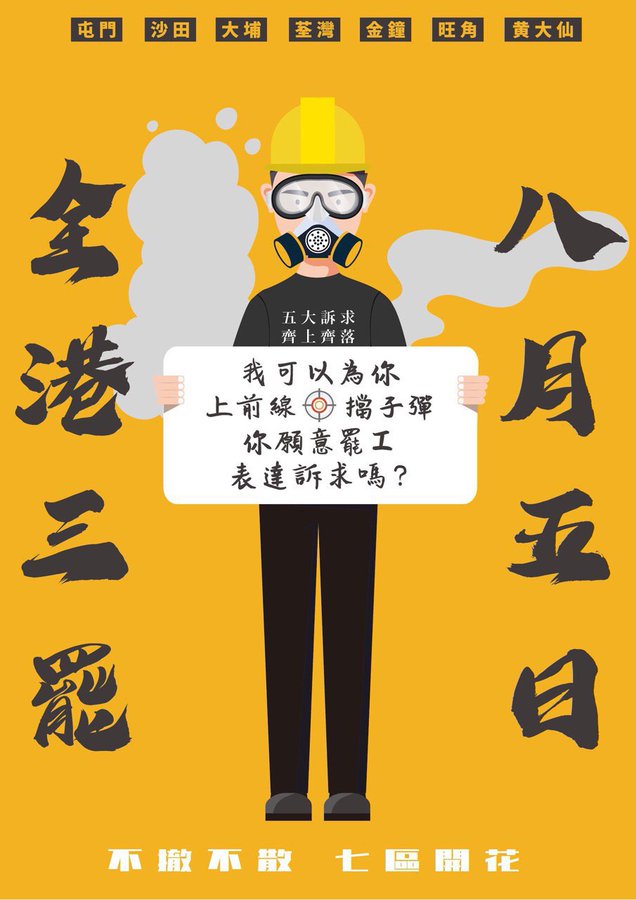 屯門 沙田 大埔 荃灣 金鐘 旺角 黄大仙
八月五日
全港三罷
五大訴求
齊上齊落
我可以為你
上前線 擋子彈
你願意罷工
表達訴求嗎？
不撤不散 七區開花